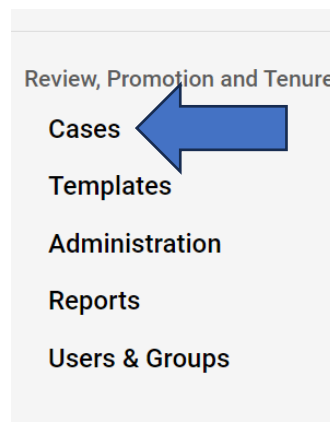 Review, Promotion and Tenure
Cases
Templates
Administration
Reports
Users & Groups